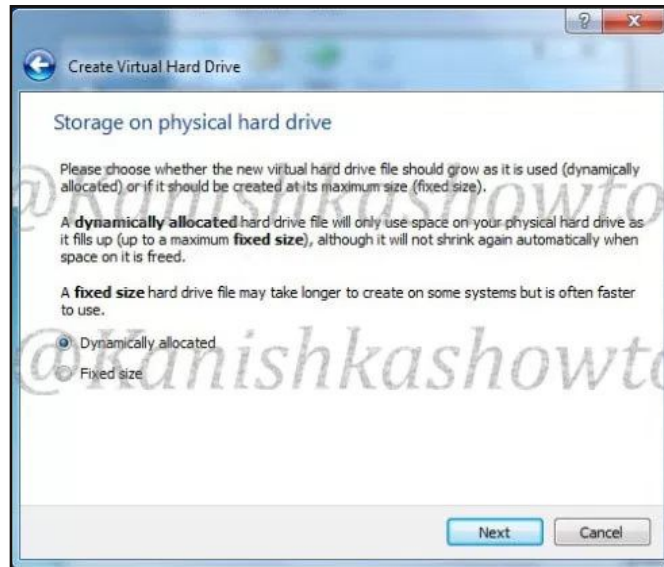 Create Virtual Hard Drive
Storage on physical hard drive
Please choose whether the new virtual hard drive file should grow as it is used (dynamically
allocated) or if it should be created at its maximum size (fixed size).
A dynamically allocated hard drive file will only use space on your physical hard drive as
it fills up (up to a maximum fixed size), although it will not shrink again automatically when
space on it is freed.
A fixed size hard drive file may take longer to create on some systems but is often faster
to use.
Dynamically allocated
Fixed size
Next
Cancel
@Kanishkashowto
@Kanishkashowto